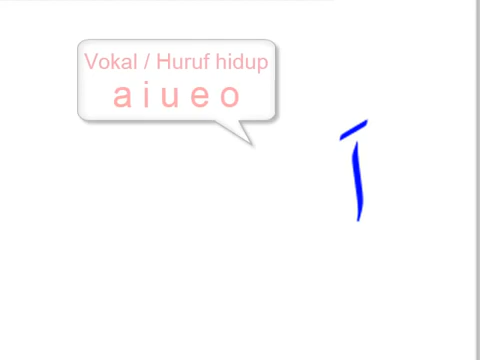 Vokal / Huruf hidup
a i u e o
اَ